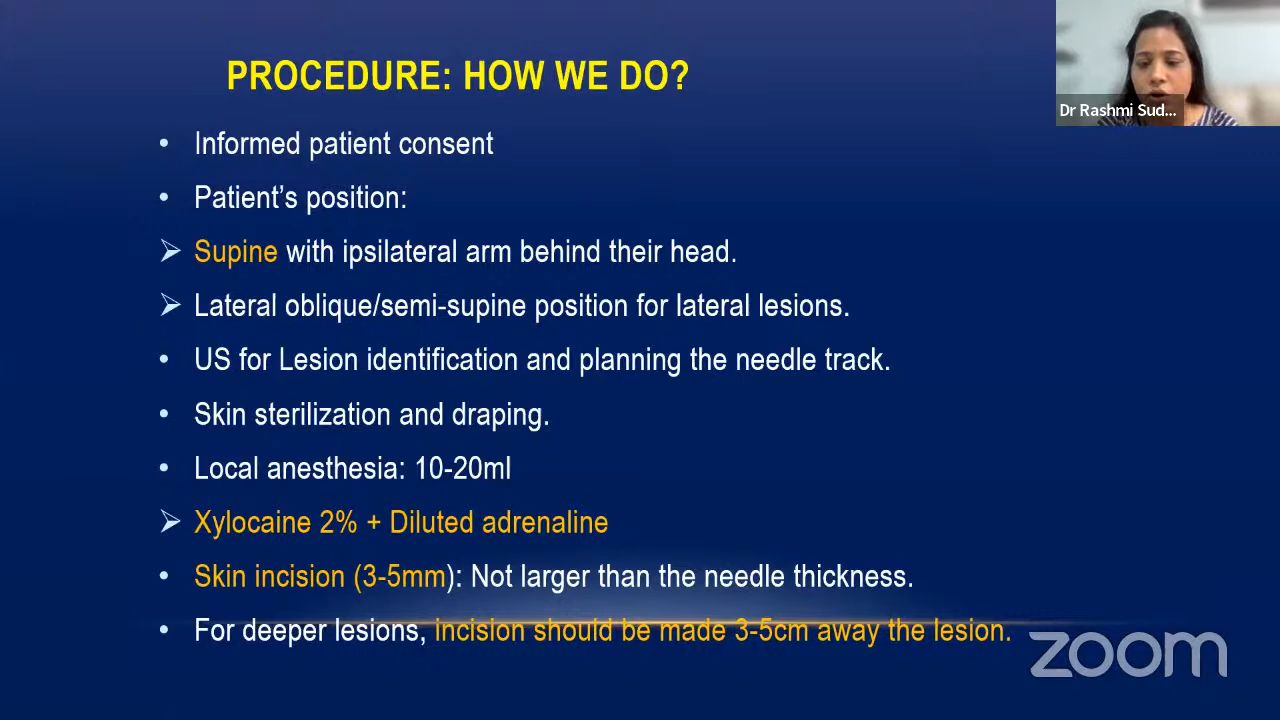 PROCEDURE: HOW WE DO?
Dr Rashmi Sud...
• Informed patient consent
• Patient’s position:
➢ Supine with ipsilateral arm behind their head.
➢ Lateral oblique/semi-supine position for lateral lesions.
• US for Lesion identification and planning the needle track.
• Skin sterilization and draping.
• Local anesthesia: 10-20ml
➢ Xylocaine 2% + Diluted adrenaline
• Skin incision (3-5mm): Not larger than the needle thickness.
• For deeper lesions, incision should be made 3-5cm away the lesion.
zoom